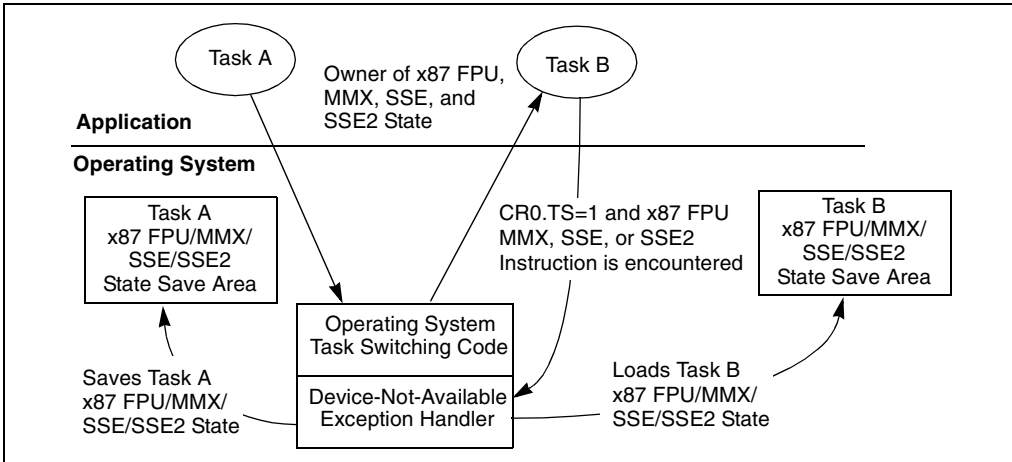 Task A
Owner of x87 FPU,
MMX, SSE, and
SSE2 State
Task B
Application
Operating System
Task A
x87 FPU/MMX/
SSE/SSE2
State Save Area
CR0.TS=1 and x87 FPU
MMX, SSE, or SSE2
Instruction is encountered
Task B
x87 FPU/MMX/
SSE/SSE2
State Save Area
Operating System
Task Switching Code
Saves Task A
x87 FPU/MMX/
SSE/SSE2 State
Device-Not-Available
Exception Handler
Loads Task B
x87 FPU/MMX/
SSE/SSE2 State